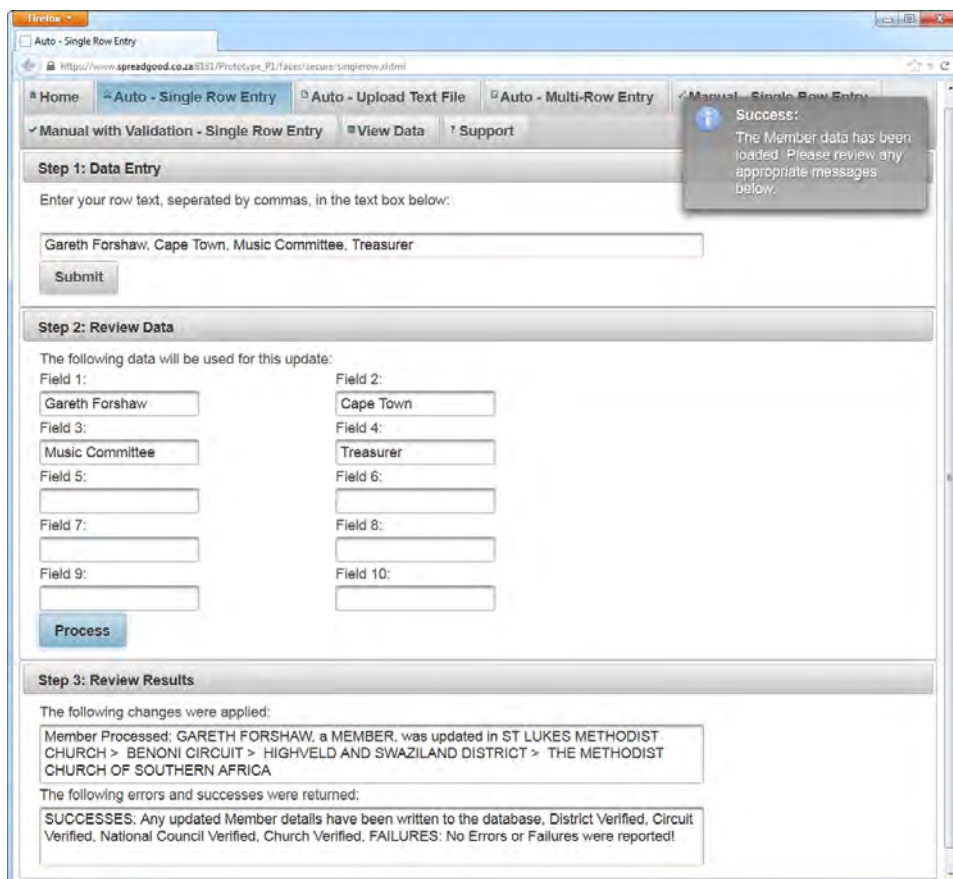 Firefox
Auto - Single Row Entry
https://www.spreadgood.co.za:8181/Prototype_P1/faces/secure/singlerow.xhtml
Home Auto - Single Row Entry Auto - Upload Text File Auto - Multi-Row Entry Manual - Single Row Entry
Manual with Validation - Single Row Entry View Data ? Support
Success:
The Member data has been
loaded. Please review any
appropriate messages
below.
Step 1: Data Entry
Enter your row text, seperated by commas, in the text box below:
Gareth Forshaw, Cape Town, Music Committee, Treasurer
Submit
Step 2: Review Data
The following data will be used for this update:
Field 1: Field 2:
Gareth Forshaw Cape Town
Field 3: Field 4:
Music Committee Treasurer
Field 5: Field 6:
Field 7: Field 8:
Field 9: Field 10:
Process
Step 3: Review Results
The following changes were applied:
Member Processed: GARETH FORSHAW, a MEMBER, was updated in ST LUKES METHODIST
CHURCH > BENONI CIRCUIT > HIGHVELD AND SWAZILAND DISTRICT > THE METHODIST
CHURCH OF SOUTHERN AFRICA
The following errors and successes were returned:
SUCCESSES: Any updated Member details have been written to the database, District Verified, Circuit
Verified, National Council Verified, Church Verified, FAILURES: No Errors or Failures were reported!